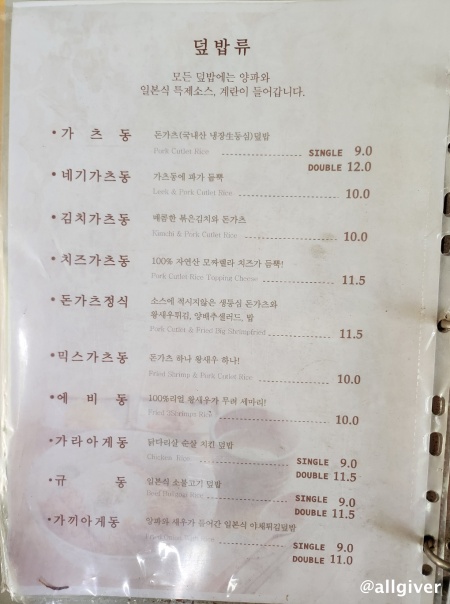 덮밥류
모든 덮밥에는 양파와
일본식 특제소스, 계란이 들어갑니다.
•가 츠 동 돈가츠(국내산 냉장생등심)덮밥
Pork Cutlet Rice SINGLE 9.0
DOUBLE 12.0
•네기가츠동 가츠동에 파가 듬뿍
Leek & Pork Cutlet Rice 10.0
•김치가츠동 매콤한 볶은김치와 돈가츠
Kimchi & Pork Cutlet Rice 10.0
•치즈가츠동 100% 자연산 모짜렐라 치즈가 듬뿍!
Pork Cutlet Rice Topping Cheese 11.5
•돈가츠정식 소스에 적시지않은 생등심 돈가츠와
왕새우튀김, 양배추샐러드, 밥
Pork Cutlet & Fried Big Shrimpfried 11.5
•믹스가츠동 돈가츠 하나 왕새우 하나!
Fried Shrimp & Pork Cutlet Rice 10.0
•에 비 동 100%리얼 왕새우가 무려 세마리!
Fried Shrimps Rice 10.0
•가라아게동 닭다리살 순살 치킨 덮밥
Chicken Rice SINGLE 9.0
DOUBLE 11.5
•규 동 일본식 소불고기 덮밥
Beef Rice SINGLE 9.0
DOUBLE 11.5
•가끼아게동 양파와 새우가 들어간 일본식 야채튀김덮밥
SINGLE 9.0
DOUBLE 11.0
@allgiver